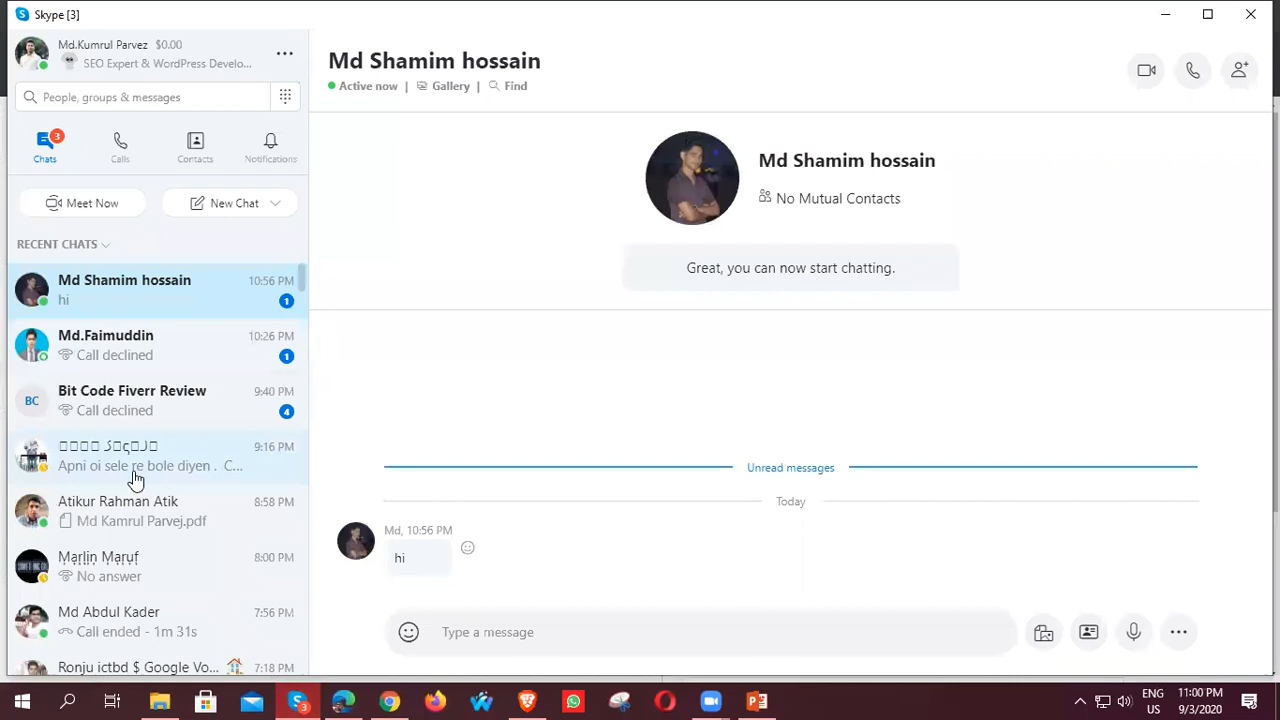 Skype [3]
Md.Kumrul Parvez $0.00
SEO Expert & WordPress Develo...
People, groups & messages
Chats 3
Calls
Contacts
Notifications
Meet Now
New Chat
RECENT CHATS
Md Shamim hossain 10:56 PM
hi 1
Md.Faimuddin 10:26 PM
Call declined 1
BC
Bit Code Fiverr Review 9:40 PM
Call declined 4
9:16 PM
Apni oi sele re bole diyen . C...
Atikur Rahman Atik 8:58 PM
Md Kamrul Parvej.pdf
Marlin Maruf 8:00 PM
No answer
Md Abdul Kader 7:56 PM
Call ended - 1m 31s
Ronju ictbd $ Google Vo... 7:18 PM
Md Shamim hossain
Active now | Gallery | Find
Md Shamim hossain
No Mutual Contacts
Great, you can now start chatting.
Unread messages
Today
Md, 10:56 PM
hi
Type a message
ENG
US
11:00 PM
9/3/2020